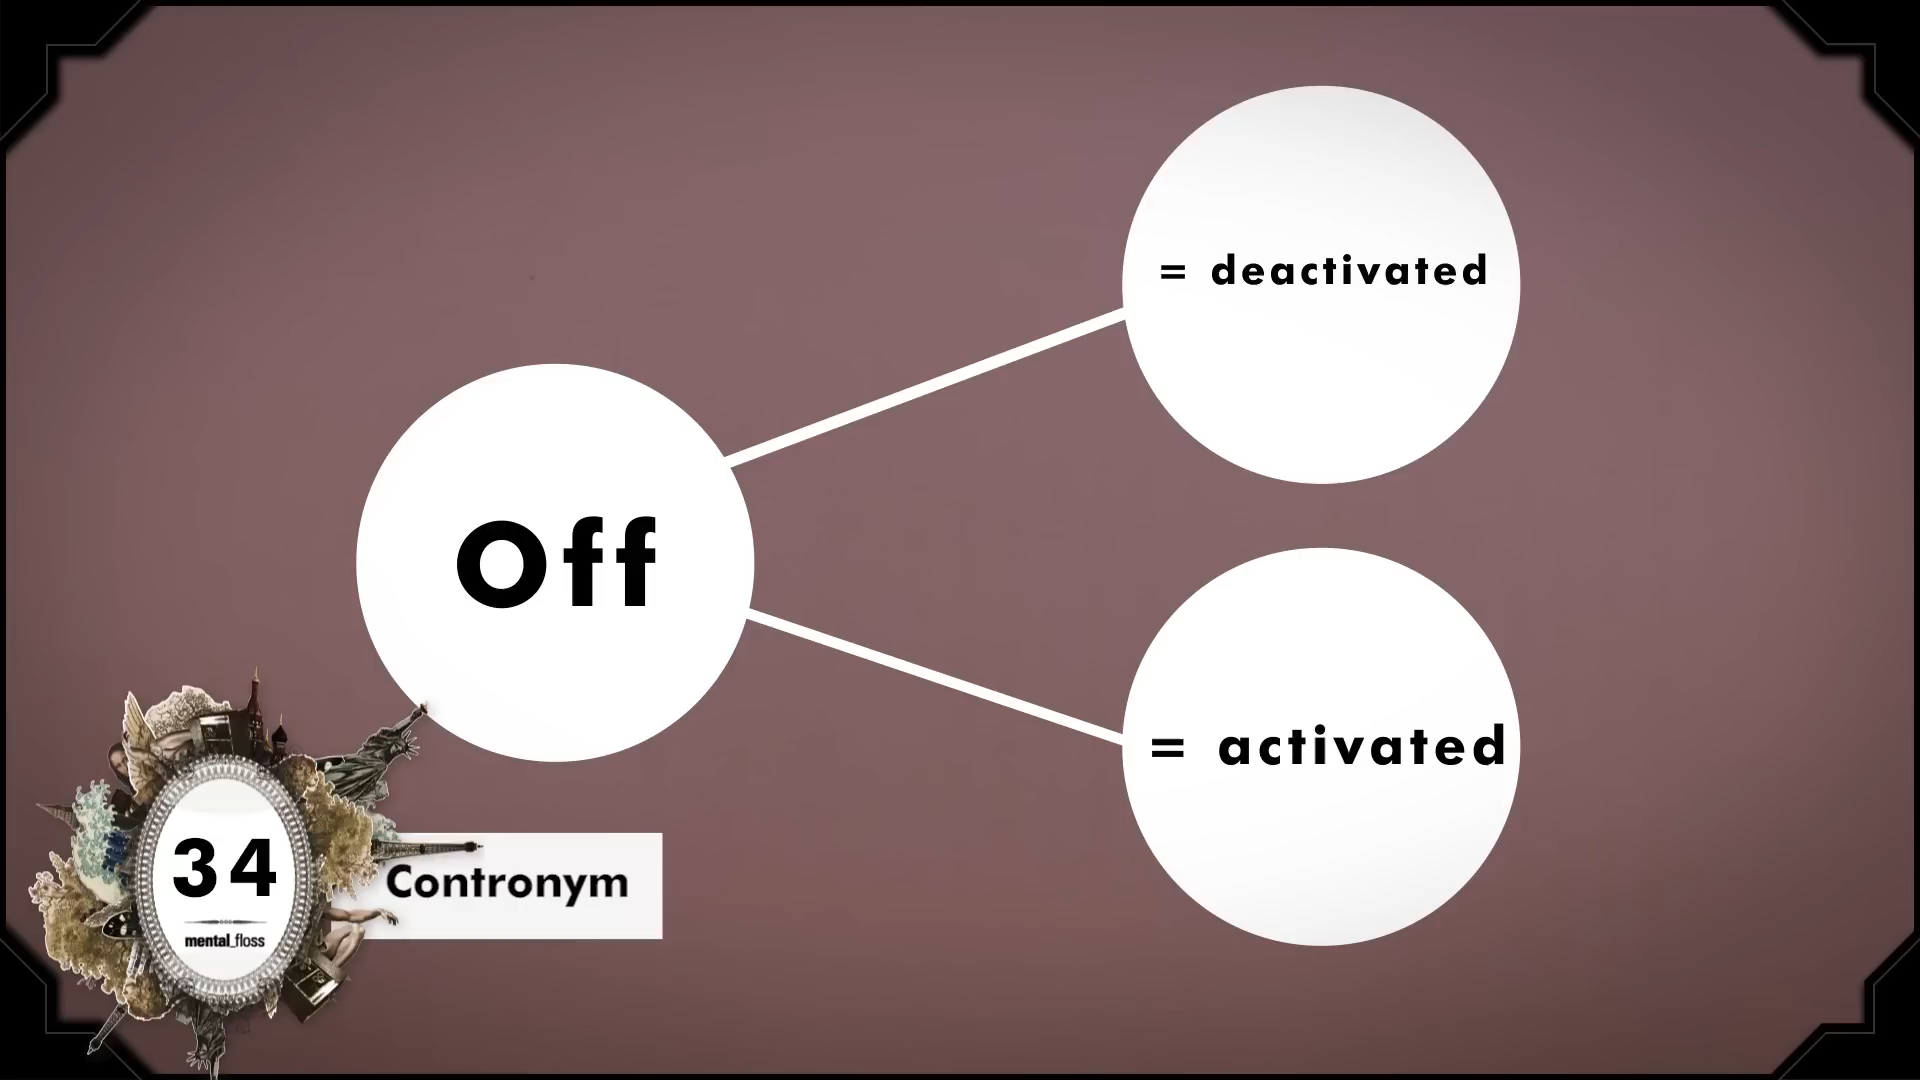 Off
= deactivated
= activated
34
mental_floss
Contronym